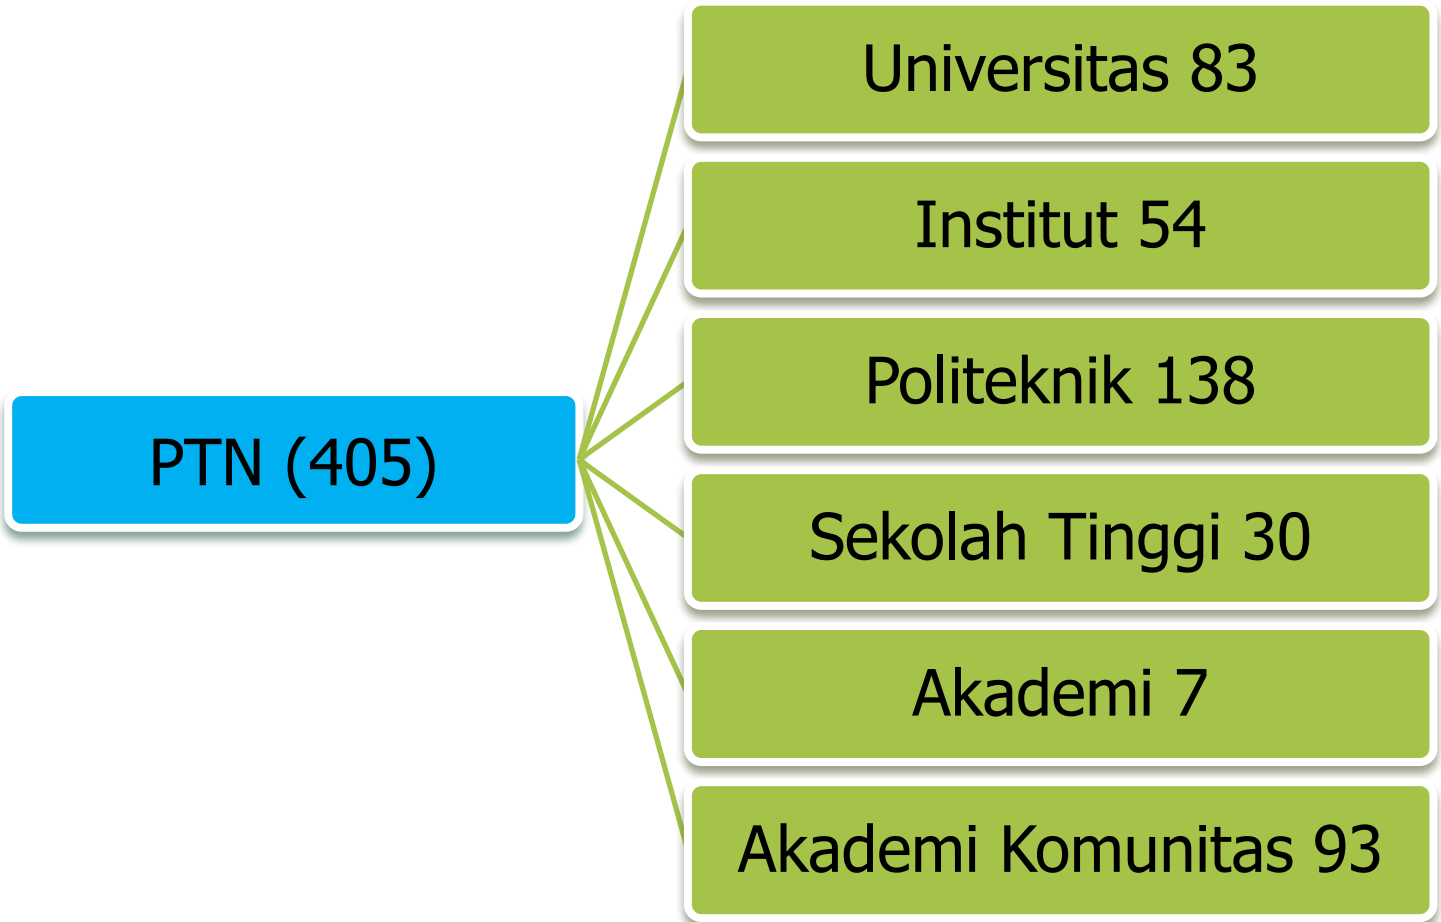 PTN (405)
Universitas 83
Institut 54
Politeknik 138
Sekolah Tinggi 30
Akademi 7
Akademi Komunitas 93